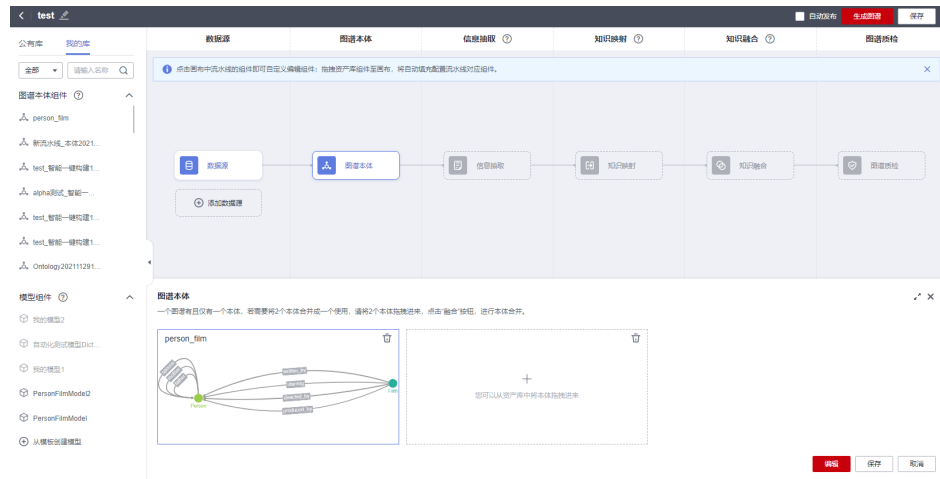 test
自动发布
生成图谱
保存
公有库
我的库
数据源
图谱本体
信息抽取
知识映射
知识融合
图谱质检
全部
请输入名称
点击画布中流水线的组件即可自定义编辑组件；拖拽资产库组件至画布，将自动填充配置流水线对应组件。
图谱本体组件
person_film
新流水线_本体2021...
test_智能一键构建1...
alpha测试_智能一...
test_智能一键构建1...
test_智能一键构建1...
Ontology202111291...
数据源
图谱本体
信息抽取
知识映射
知识融合
图谱质检
添加数据源
模型组件
我的模型2
自动化测试模型Dict...
我的模型1
PersonFilmModel2
PersonFilmModel
从模板创建模型
图谱本体
一个图谱有且仅有一个本体，若需要将2个本体合并成一个使用，请将2个本体拖拽进来，点击“融合”按钮，进行本体合并。
person_film
written_by
starring
directed_by
produced_by
Person
Film
您可以从资产库中将本体拖拽进来
编辑
保存
取消